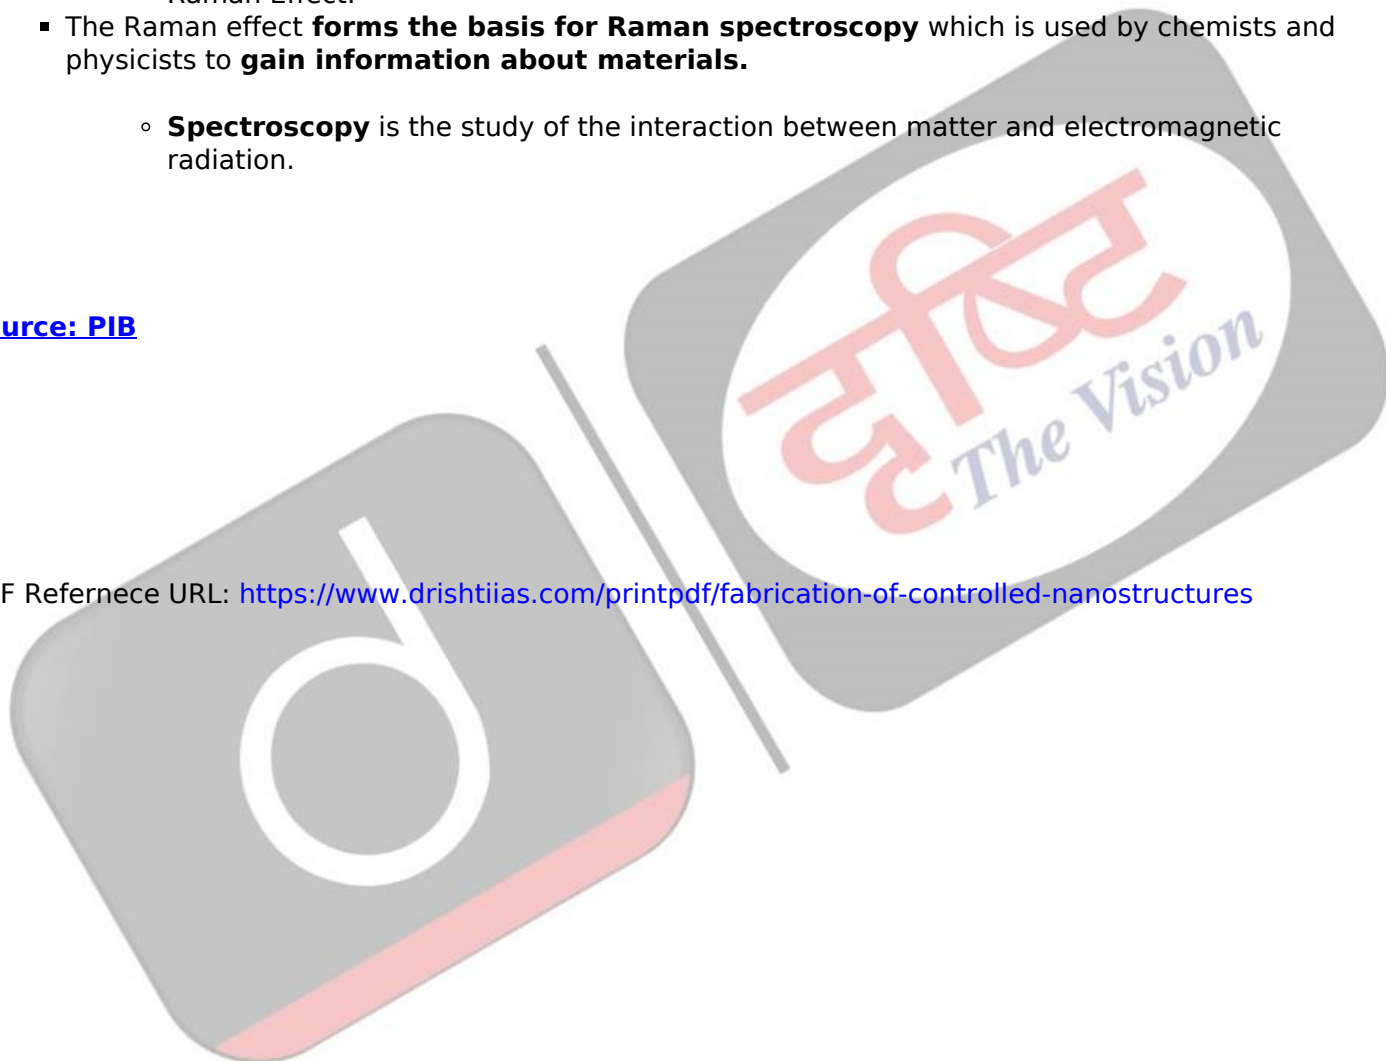 Raman Effect.
▪ The Raman effect forms the basis for Raman spectroscopy which is used by chemists and
physicists to gain information about materials.
◦ Spectroscopy is the study of the interaction between matter and electromagnetic
radiation.
urce: PIB
F Refernece URL: https://www.drishtiias.com/printpdf/fabrication-of-controlled-nanostructures
दृष्टि
The Vision
d